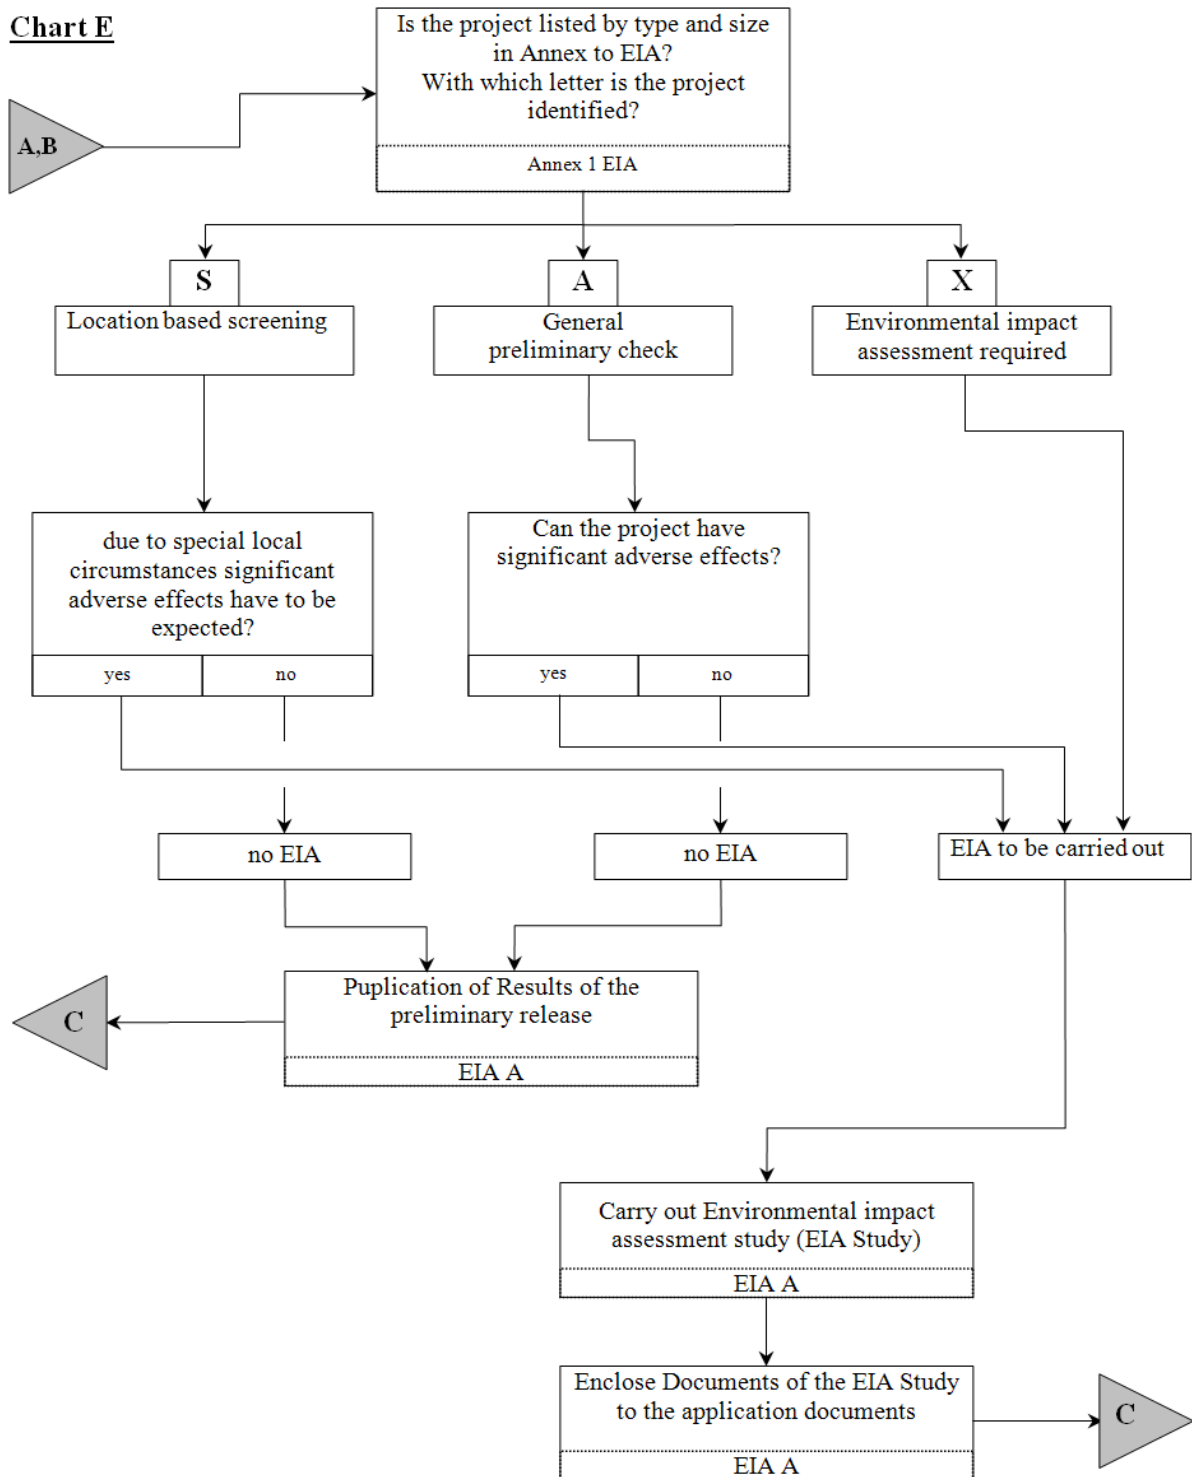 Chart E
Is the project listed by type and size
in Annex to EIA?
With which letter is the project
identified?
A,B
Annex 1 EIA
S
A
X
Location based screening
General
preliminary check
Environmental impact
assessment required
due to special local
circumstances significant
adverse effects have to be
expected?
Can the project have
significant adverse effects?
yes
no
yes
no
no EIA
no EIA
EIA to be carried out
Puplication of Results of the
preliminary release
C
EIA A
Carry out Environmental impact
assessment study (EIA Study)
EIA A
Enclose Documents of the EIA Study
to the application documents
C
EIA A